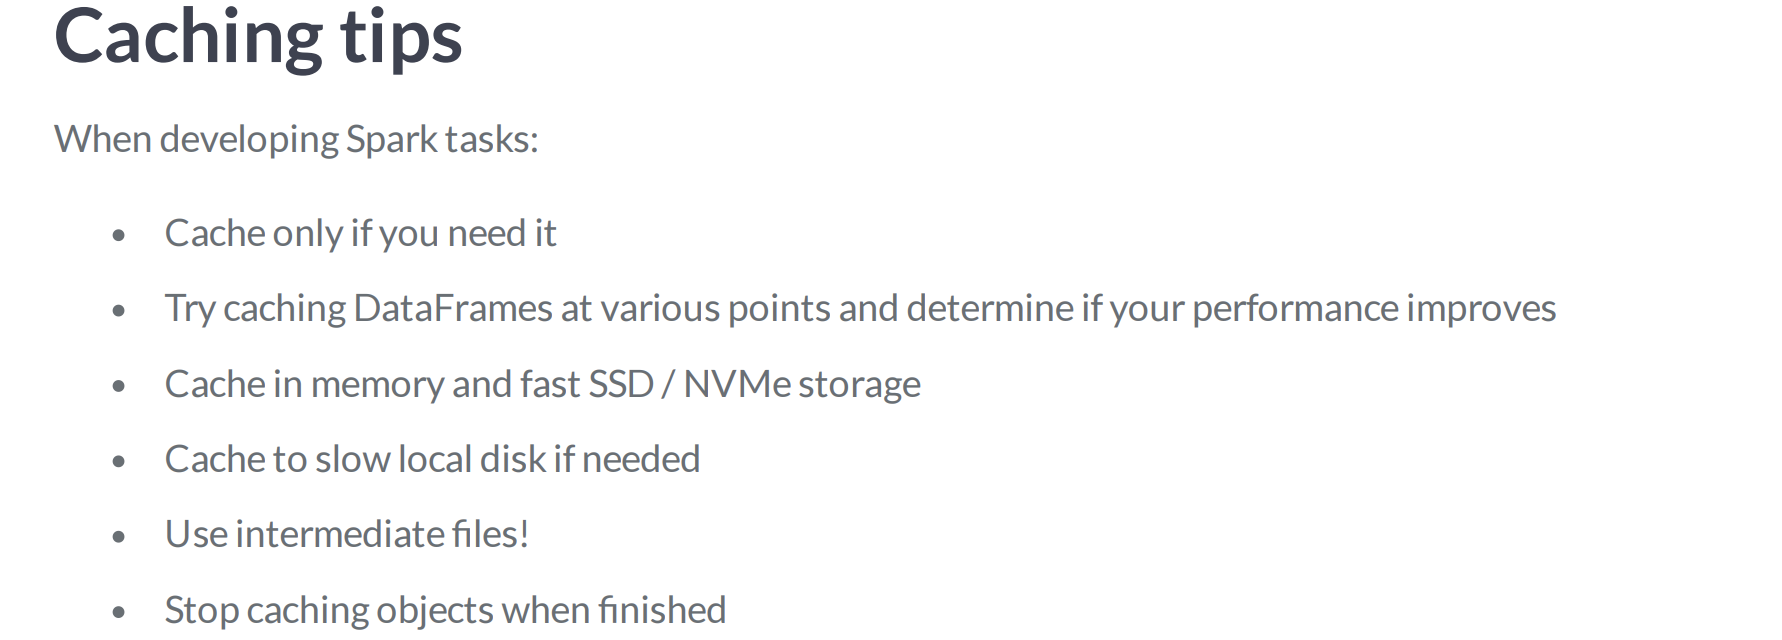 Caching tips
When developing Spark tasks:
• Cache only if you need it
• Try caching DataFrames at various points and determine if your performance improves
• Cache in memory and fast SSD / NVMe storage
• Cache to slow local disk if needed
• Use intermediate files!
• Stop caching objects when finished